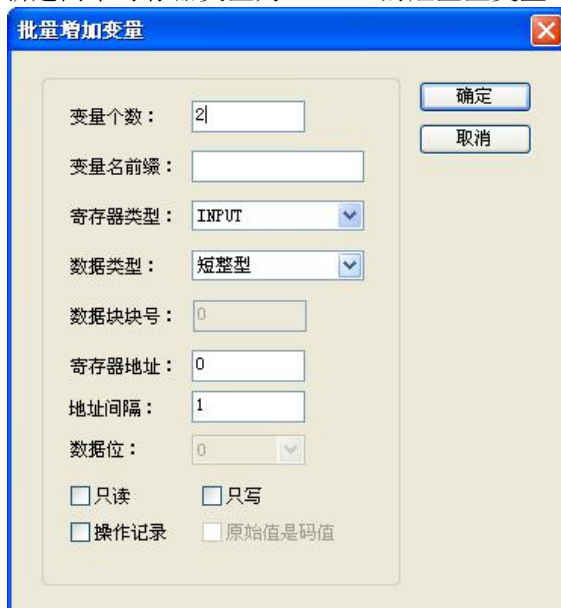 批量增加变量
变量个数： 2
变量名前缀：
寄存器类型： INPUT
数据类型： 短整型
数据块块号： 0
寄存器地址： 0
地址间隔： 1
数据位： 0
只读 只写
操作记录 原始值是码值
确定
取消